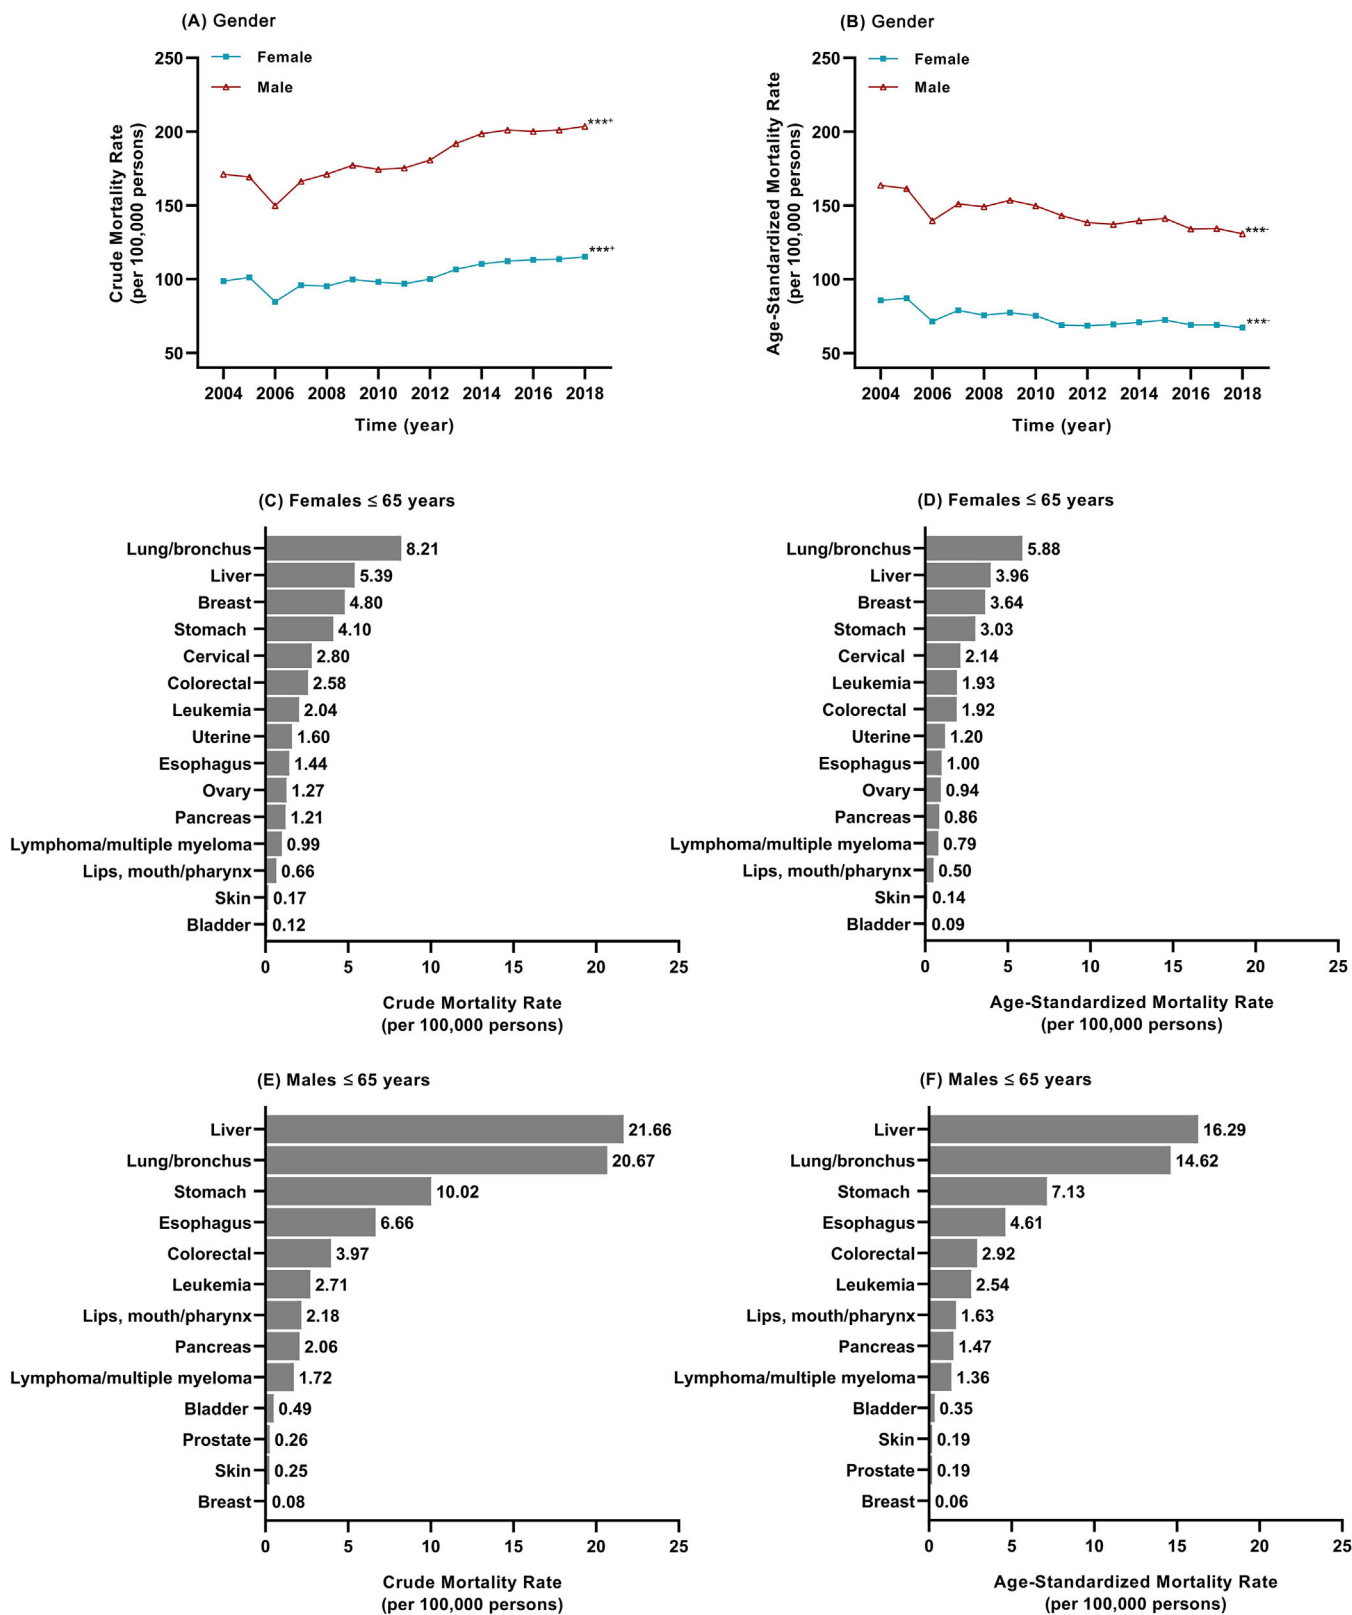 (A) Gender
Female
Male
250
200
150
100
50
Crude Mortality Rate
(per 100,000 persons)
***+
***+
2004 2006 2008 2010 2012 2014 2016 2018
Time (year)
(B) Gender
Female
Male
250
200
150
100
50
Age-Standardized Mortality Rate
(per 100,000 persons)
***-
***-
2004 2006 2008 2010 2012 2014 2016 2018
Time (year)
(C) Females ≤ 65 years
Lung/bronchus 8.21
Liver 5.39
Breast 4.80
Stomach 4.10
Cervical 2.80
Colorectal 2.58
Leukemia 2.04
Uterine 1.60
Esophagus 1.44
Ovary 1.27
Pancreas 1.21
Lymphoma/multiple myeloma 0.99
Lips, mouth/pharynx 0.66
Skin 0.17
Bladder 0.12
0 5 10 15 20 25
Crude Mortality Rate
(per 100,000 persons)
(D) Females ≤ 65 years
Lung/bronchus 5.88
Liver 3.96
Breast 3.64
Stomach 3.03
Cervical 2.14
Leukemia 1.93
Colorectal 1.92
Uterine 1.20
Esophagus 1.00
Ovary 0.94
Pancreas 0.86
Lymphoma/multiple myeloma 0.79
Lips, mouth/pharynx 0.50
Skin 0.14
Bladder 0.09
0 5 10 15 20 25
Age-Standardized Mortality Rate
(per 100,000 persons)
(E) Males ≤ 65 years
Liver 21.66
Lung/bronchus 20.67
Stomach 10.02
Esophagus 6.66
Colorectal 3.97
Leukemia 2.71
Lips, mouth/pharynx 2.18
Pancreas 2.06
Lymphoma/multiple myeloma 1.72
Bladder 0.49
Prostate 0.26
Skin 0.25
Breast 0.08
0 5 10 15 20 25
Crude Mortality Rate
(per 100,000 persons)
(F) Males ≤ 65 years
Liver 16.29
Lung/bronchus 14.62
Stomach 7.13
Esophagus 4.61
Colorectal 2.92
Leukemia 2.54
Lips, mouth/pharynx 1.63
Pancreas 1.47
Lymphoma/multiple myeloma 1.36
Bladder 0.35
Skin 0.19
Prostate 0.19
Breast 0.06
0 5 10 15 20 25
Age-Standardized Mortality Rate
(per 100,000 persons)